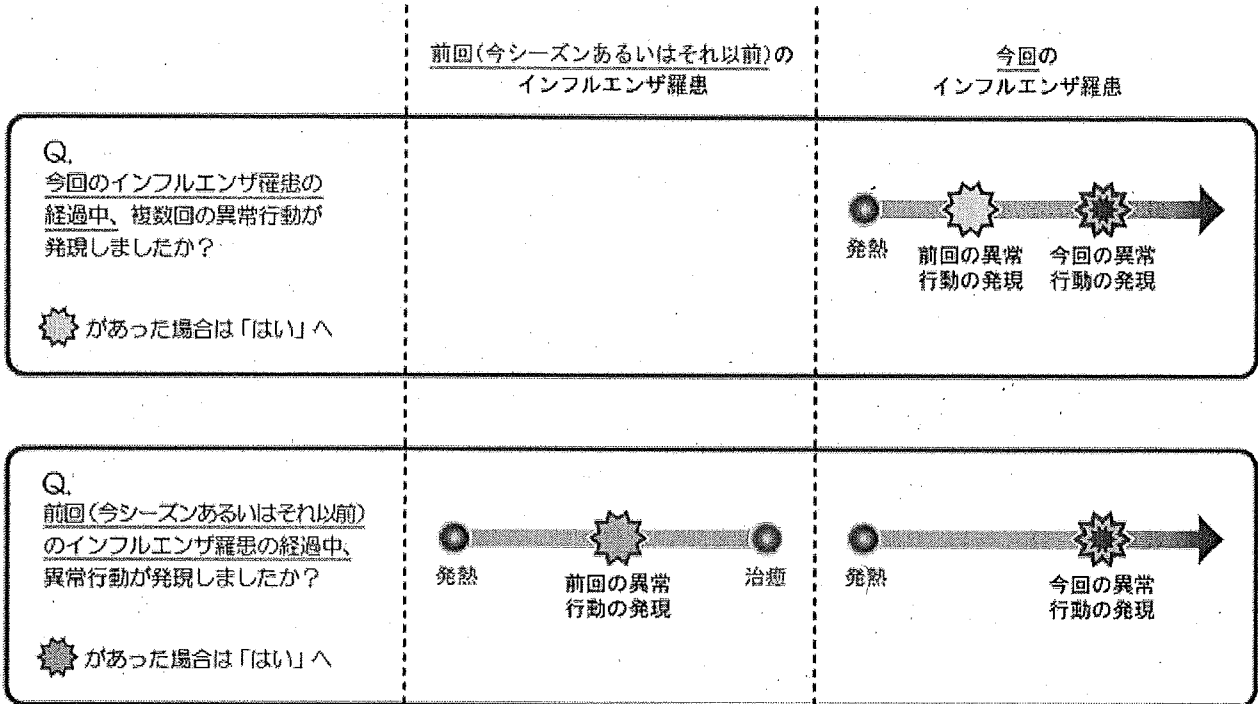 前回(今シーズンあるいはそれ以前)の
インフルエンザ羅患
今回の
インフルエンザ羅患
Q.
今回のインフルエンザ罹患の
経過中、複数回の異常行動が
発現しましたか？
があった場合は「はい」へ
発熱
前回の異常
行動の発現
今回の異常
行動の発現
Q.
前回(今シーズンあるいはそれ以前)
のインフルエンザ羅患の経過中、
異常行動が発現しましたか？
があった場合は「はい」へ
発熱
前回の異常
行動の発現
治癒
発熱
今回の異常
行動の発現